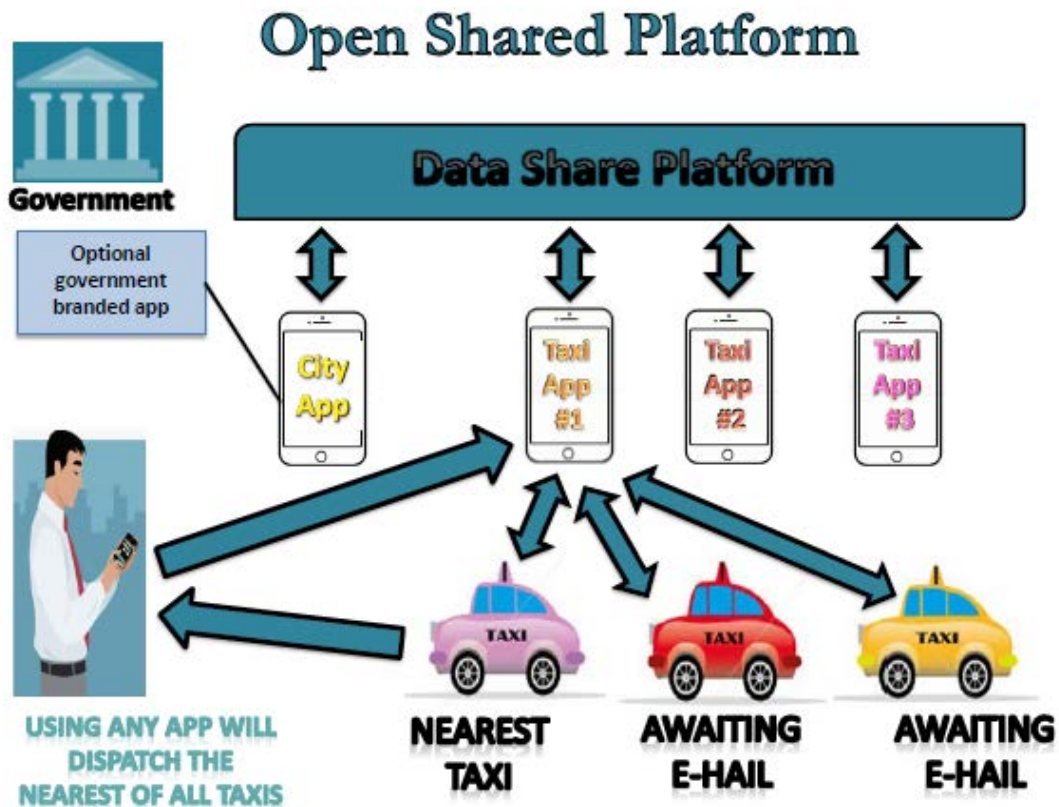 Open Shared Platform
Government
Data Share Platform
Optional
government
branded app
City
App
Taxi
App
#1
Taxi
App
#2
Taxi
App
#3
TAXI
TAXI
TAXI
USING ANY APP WILL
DISPATCH THE
NEAREST OF ALL TAXIS
NEAREST
TAXI
AWAITING
E-HAIL
AWAITING
E-HAIL